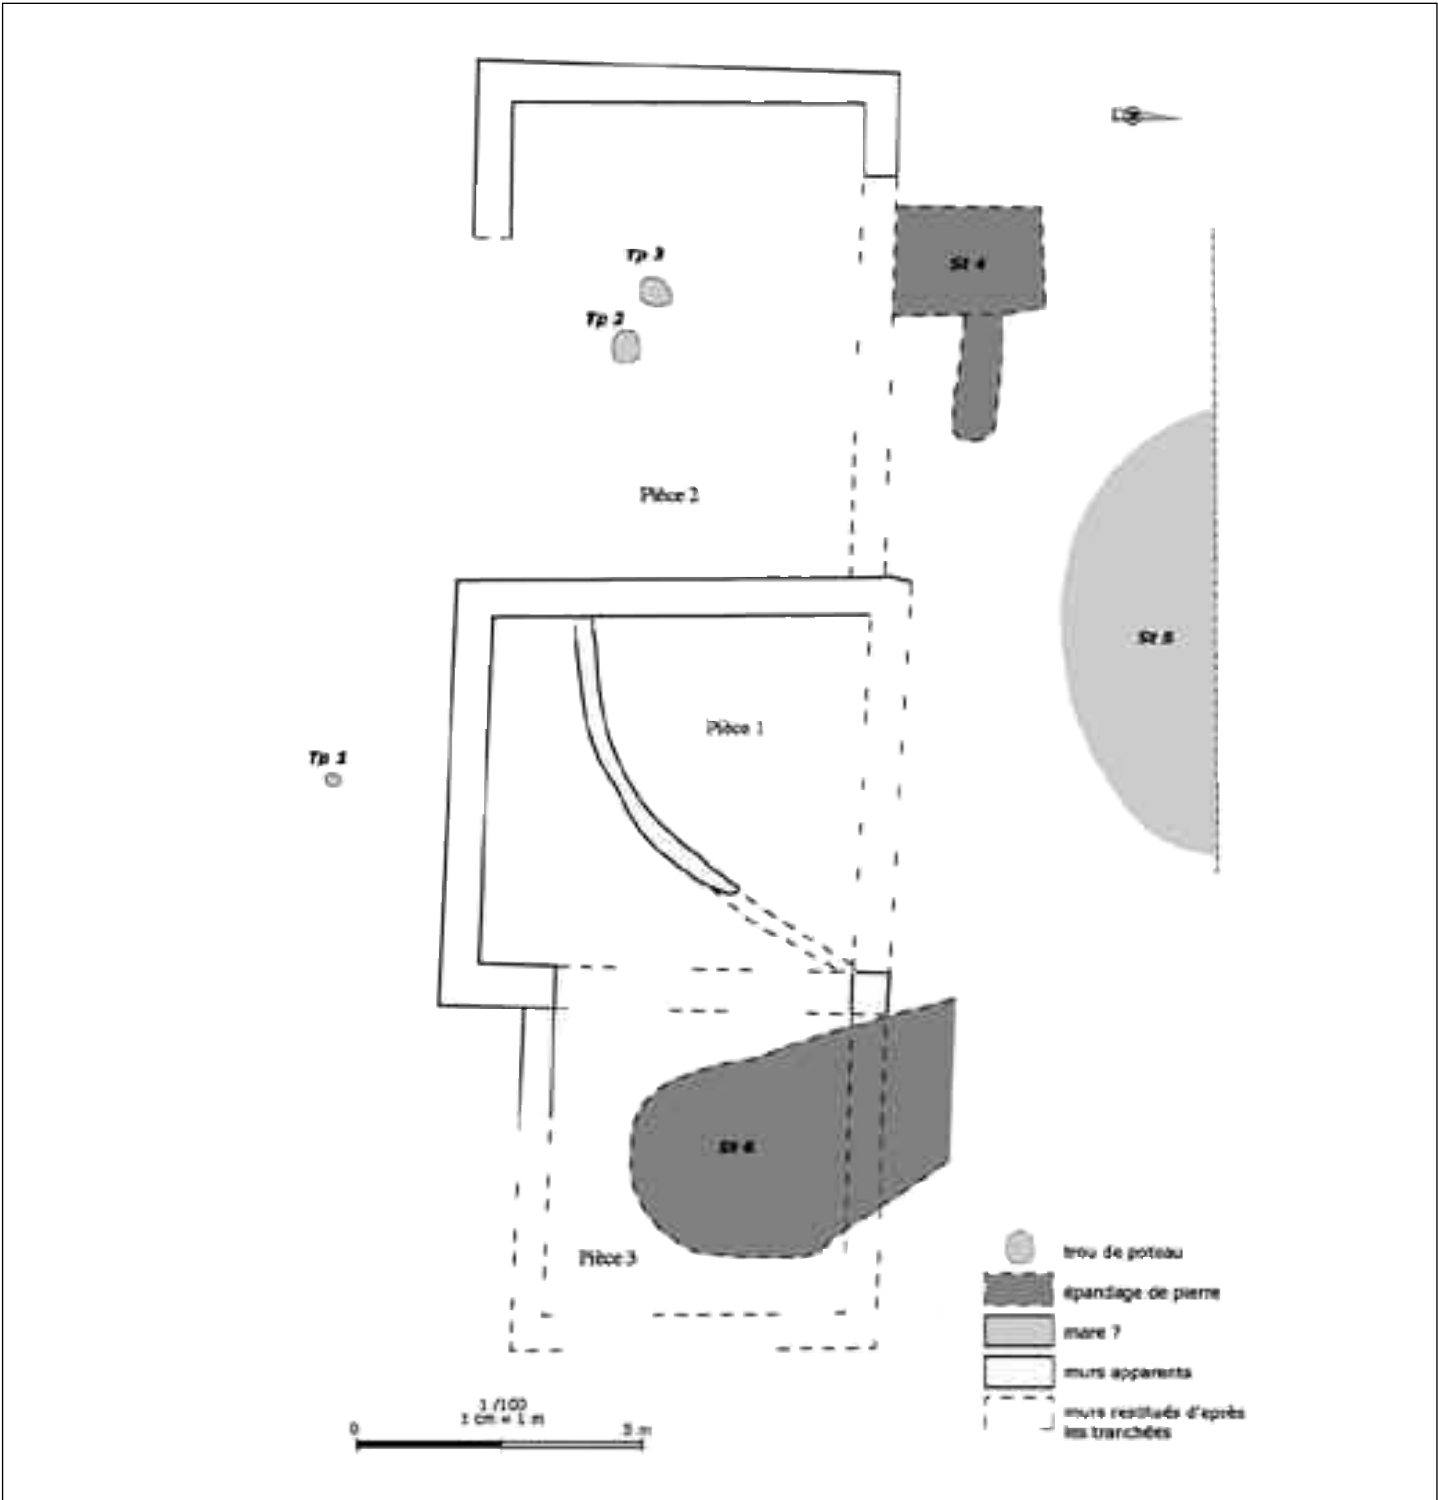 Tp 3
St 4
Tp 2
Pièce 2
St 5
Pièce 1
Tp 1
St 6
Pièce 3
trou de poteau
épandage de pierre
mare ?
murs apparents
murs restitués d'après
les tranchées
1 /100
1 cm = 1 m
0
5 m